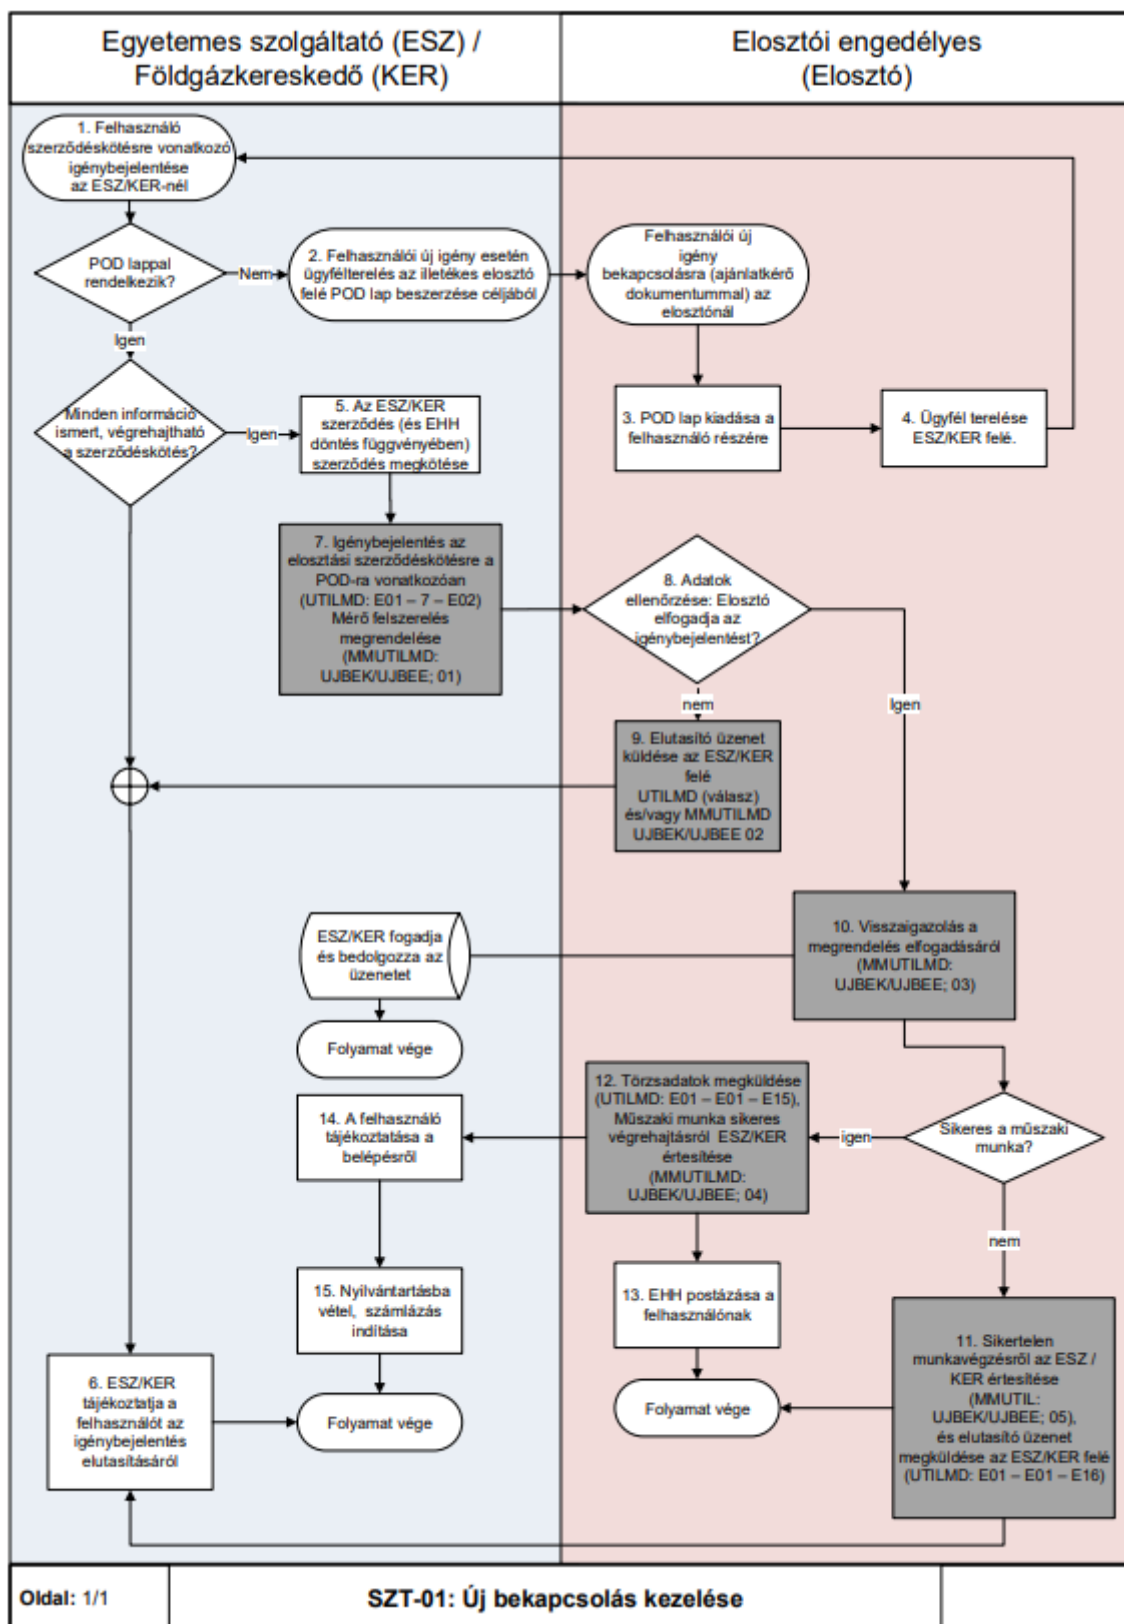 Egyetemes szolgáltató (ESZ) /
Földgázkereskedő (KER)
Elosztói engedélyes
(Elosztó)
1. Felhasználó
szerződéskötésre vonatkozó
igénybejelentése
az ESZ/KER-nél
POD lappal
rendelkezik?
Nem
2. Felhasználói új igény esetén
ügyfélterelés az illetékes elosztó
felé POD lap beszerzése céljából
Felhasználói új
igény
bekapcsolásra (ajánlatkérő
dokumentummal) az
elosztónál
Igen
Minden információ
ismert, végrehajtható
a szerződéskötés?
Igen
5. Az ESZ/KER
szerződés (és EHH
döntés függvényében)
szerződés megkötése
3. POD lap kiadása a
felhasználó részére
4. Ügyfél terelése
ESZ/KER felé.
7. Igénybejelentés az
elosztási szerződéskötésre a
POD-ra vonatkozóan
(UTILMD: E01 – 7 – E02)
Mérő felszerelés
megrendelése
(MMUTILMD:
UJBEK/UJBEE; 01)
8. Adatok
ellenőrzése: Elosztó
elfogadja az
igénybejelentést?
nem
Igen
9. Elutasító üzenet
küldése az ESZ/KER
felé
UTILMD (válasz)
és/vagy MMUTILMD
UJBEK/UJBEE 02
10. Visszaigazolás a
megrendelés elfogadásáról
(MMUTILMD:
UJBEK/UJBEE; 03)
ESZ/KER fogadja
és bedolgozza az
üzenetet
Folyamat vége
12. Törzsadatok megküldése
(UTILMD: E01 – E01 – E15),
Műszaki munka sikeres
végrehajtásról ESZ/KER
értesítése
(MMUTILMD:
UJBEK/UJBEE; 04)
igen
Sikeres a műszaki
munka?
14. A felhasználó
tájékoztatása a
belépésről
nem
15. Nyilvántartásba
vétel, számlázás
indítása
13. EHH postázása a
felhasználónak
11. Sikertelen
munkavégzésről az ESZ /
KER értesítése
(MMUTIL:
UJBEK/UJBEE; 05),
és elutasító üzenet
megküldése az ESZ/KER felé
(UTILMD: E01 – E01 – E16)
6. ESZ/KER
tájékoztatja a
felhasználót az
igénybejelentés
elutasításáról
Folyamat vége
Folyamat vége
Oldal: 1/1
SZT-01: Új bekapcsolás kezelése